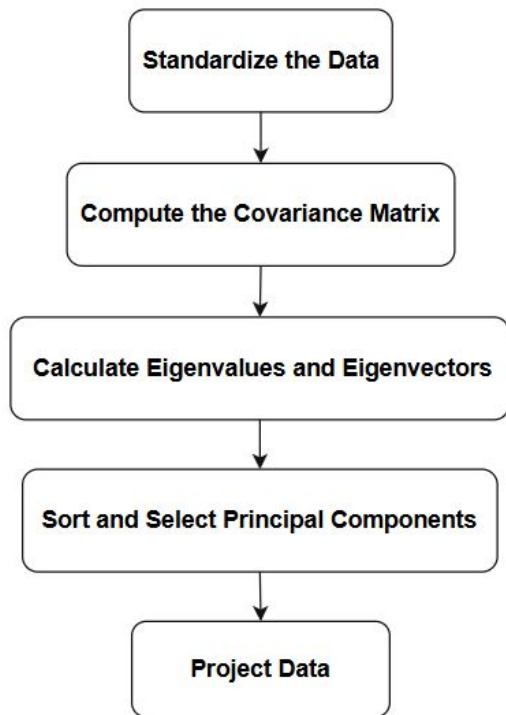 Standardize the Data
Compute the Covariance Matrix
Calculate Eigenvalues and Eigenvectors
Sort and Select Principal Components
Project Data